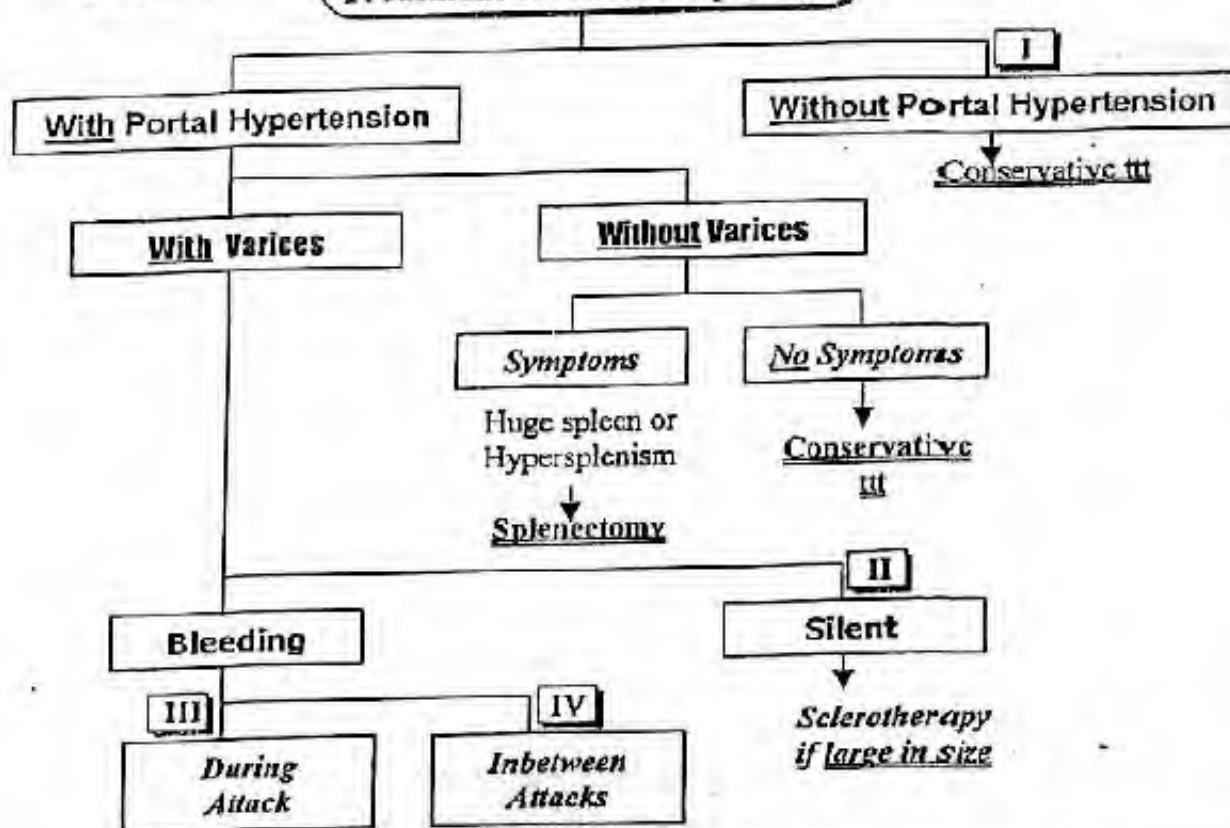 I
With Portal Hypertension
Without Portal Hypertension
Conservative ttt
With Varices
Without Varices
Symptoms
No Symptoms
Huge spleen or
Hypersplenism
Conservative
ttt
Splenectomy
II
Bleeding
Silent
III
IV
Sclerotherapy
if large in size
During
Attack
Inbetween
Attacks